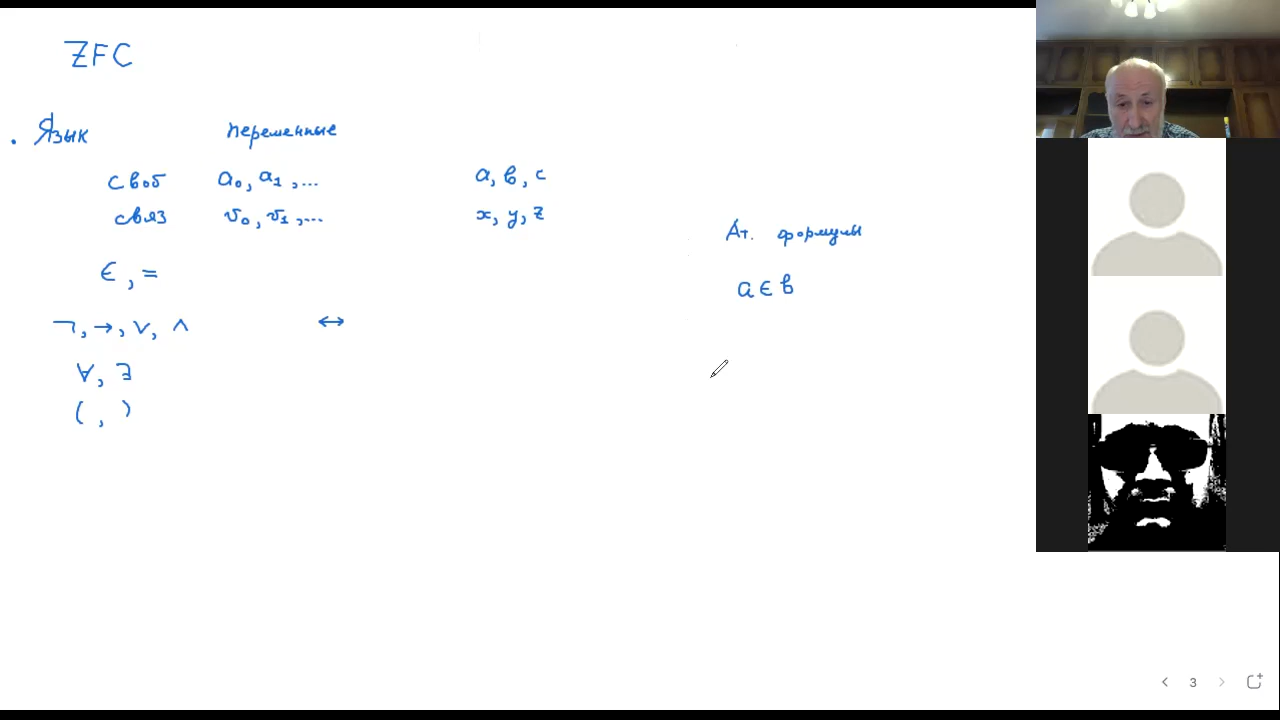 ZFC
. Язык переменные
своб a₀, a₁, ... a, в, c
связ v₀, v₁, ... x, y, z
Ат. формулы
∈, =
a ∈ в
¬, →, ∨, ∧ ↔
∀, ∃
( , )
3